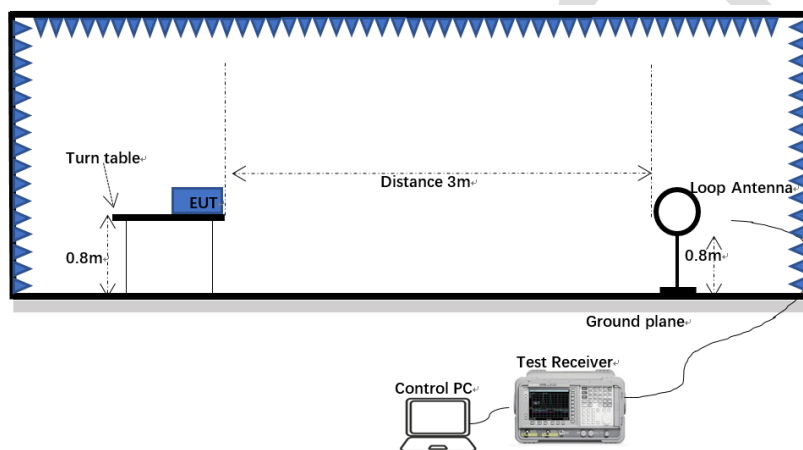 Turn table
EUT
Distance 3m
Loop Antenna
0.8m
0.8m
Ground plane
Test Receiver
Control PC